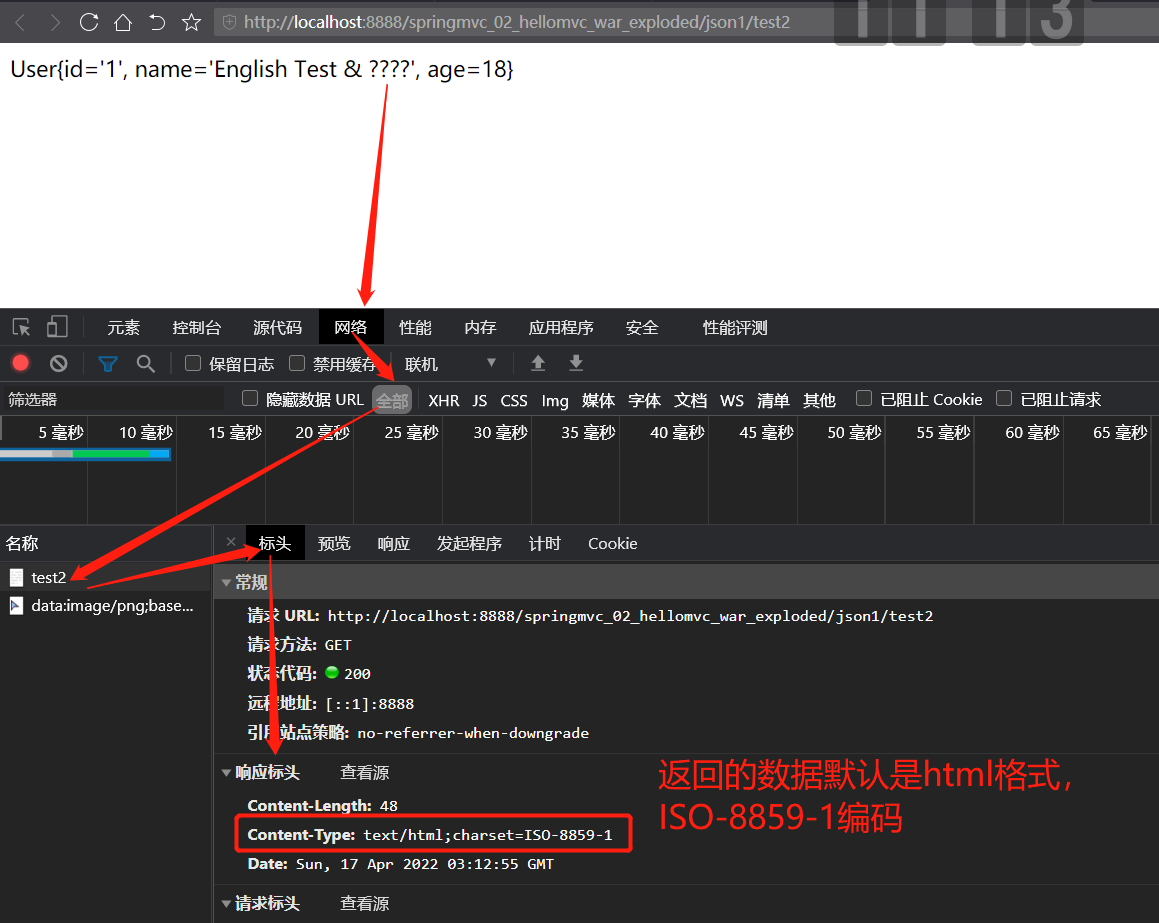 http://localhost:8888/springmvc_02_hellomvc_war_exploded/json1/test2
1 1 1 3
User{id='1', name='English Test & ????', age=18}
元素 控制台 源代码 网络 性能 内存 应用程序 安全 性能评测
保留日志 禁用缓存 联机
筛选器 隐藏数据 URL 全部 XHR JS CSS Img 媒体 字体 文档 WS 清单 其他 已阻止 Cookie 已阻止请求
5 毫秒 10 毫秒 15 毫秒 20 毫秒 25 毫秒 30 毫秒 35 毫秒 40 毫秒 45 毫秒 50 毫秒 55 毫秒 60 毫秒 65 毫秒
名称
test2
data:image/png;base...
标头 预览 响应 发起程序 计时 Cookie
常规
请求 URL: http://localhost:8888/springmvc_02_hellomvc_war_exploded/json1/test2
请求方法: GET
状态代码: 200
远程地址: [::1]:8888
引用站点策略: no-referrer-when-downgrade
响应标头 查看源
Content-Length: 48
Content-Type: text/html;charset=ISO-8859-1
Date: Sun, 17 Apr 2022 03:12:55 GMT
返回的数据默认是html格式，
ISO-8859-1编码
请求标头 查看源